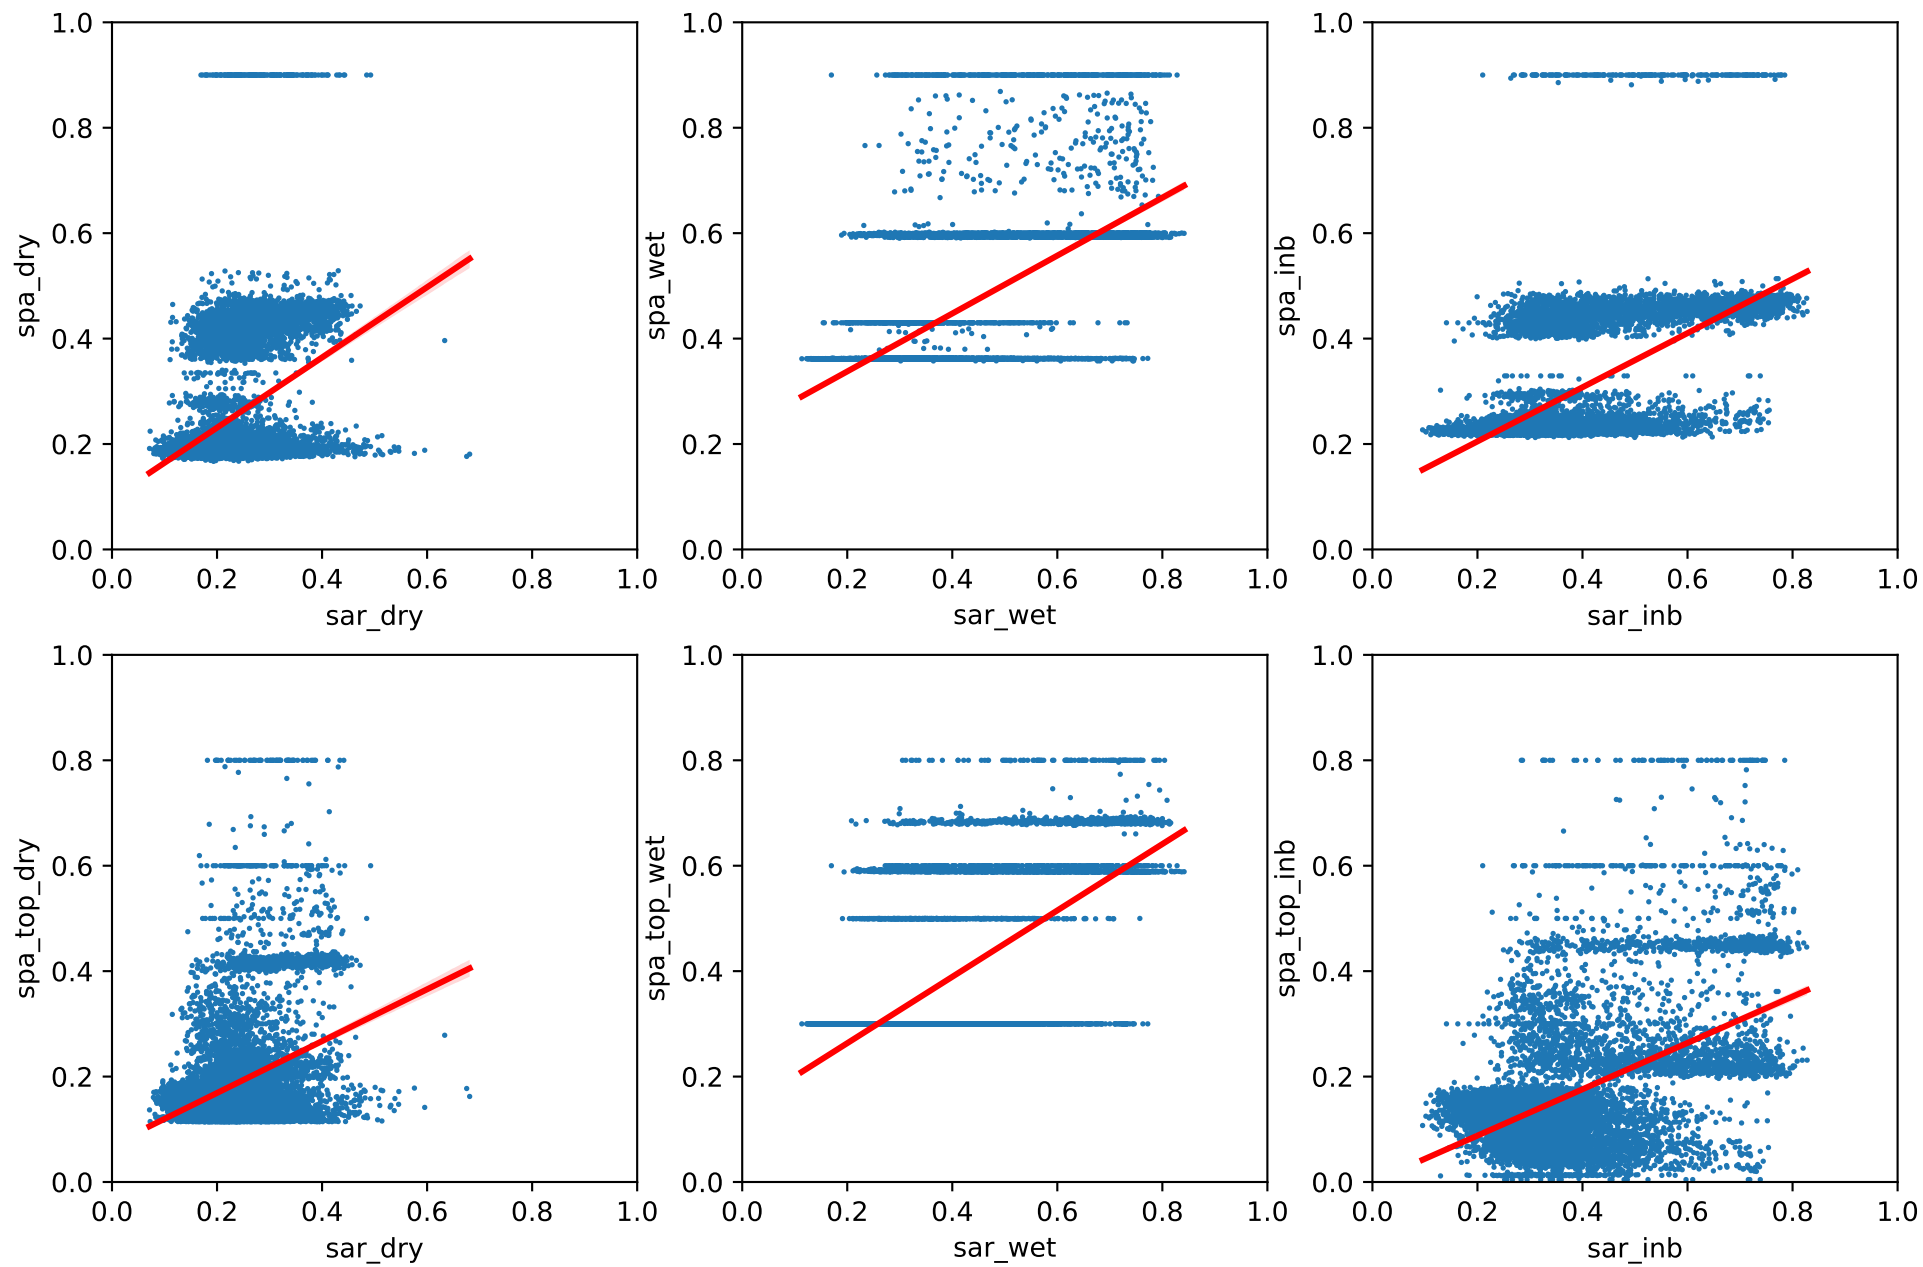 1.0 1.0 1.0
0.8 0.8 0.8
0.6 0.6 0.6
0.4 0.4 0.4
0.2 0.2 0.2
0.0 0.0 0.0
spa_dry spa_wet spa_inb
0.0 0.2 0.4 0.6 0.8 1.0 0.0 0.2 0.4 0.6 0.8 1.0 0.0 0.2 0.4 0.6 0.8 1.0
sar_dry sar_wet sar_inb
1.0 1.0 1.0
0.8 0.8 0.8
0.6 0.6 0.6
0.4 0.4 0.4
0.2 0.2 0.2
0.0 0.0 0.0
spa_top_dry spa_top_wet spa_top_inb
0.0 0.2 0.4 0.6 0.8 1.0 0.0 0.2 0.4 0.6 0.8 1.0 0.0 0.2 0.4 0.6 0.8 1.0
sar_dry sar_wet sar_inb